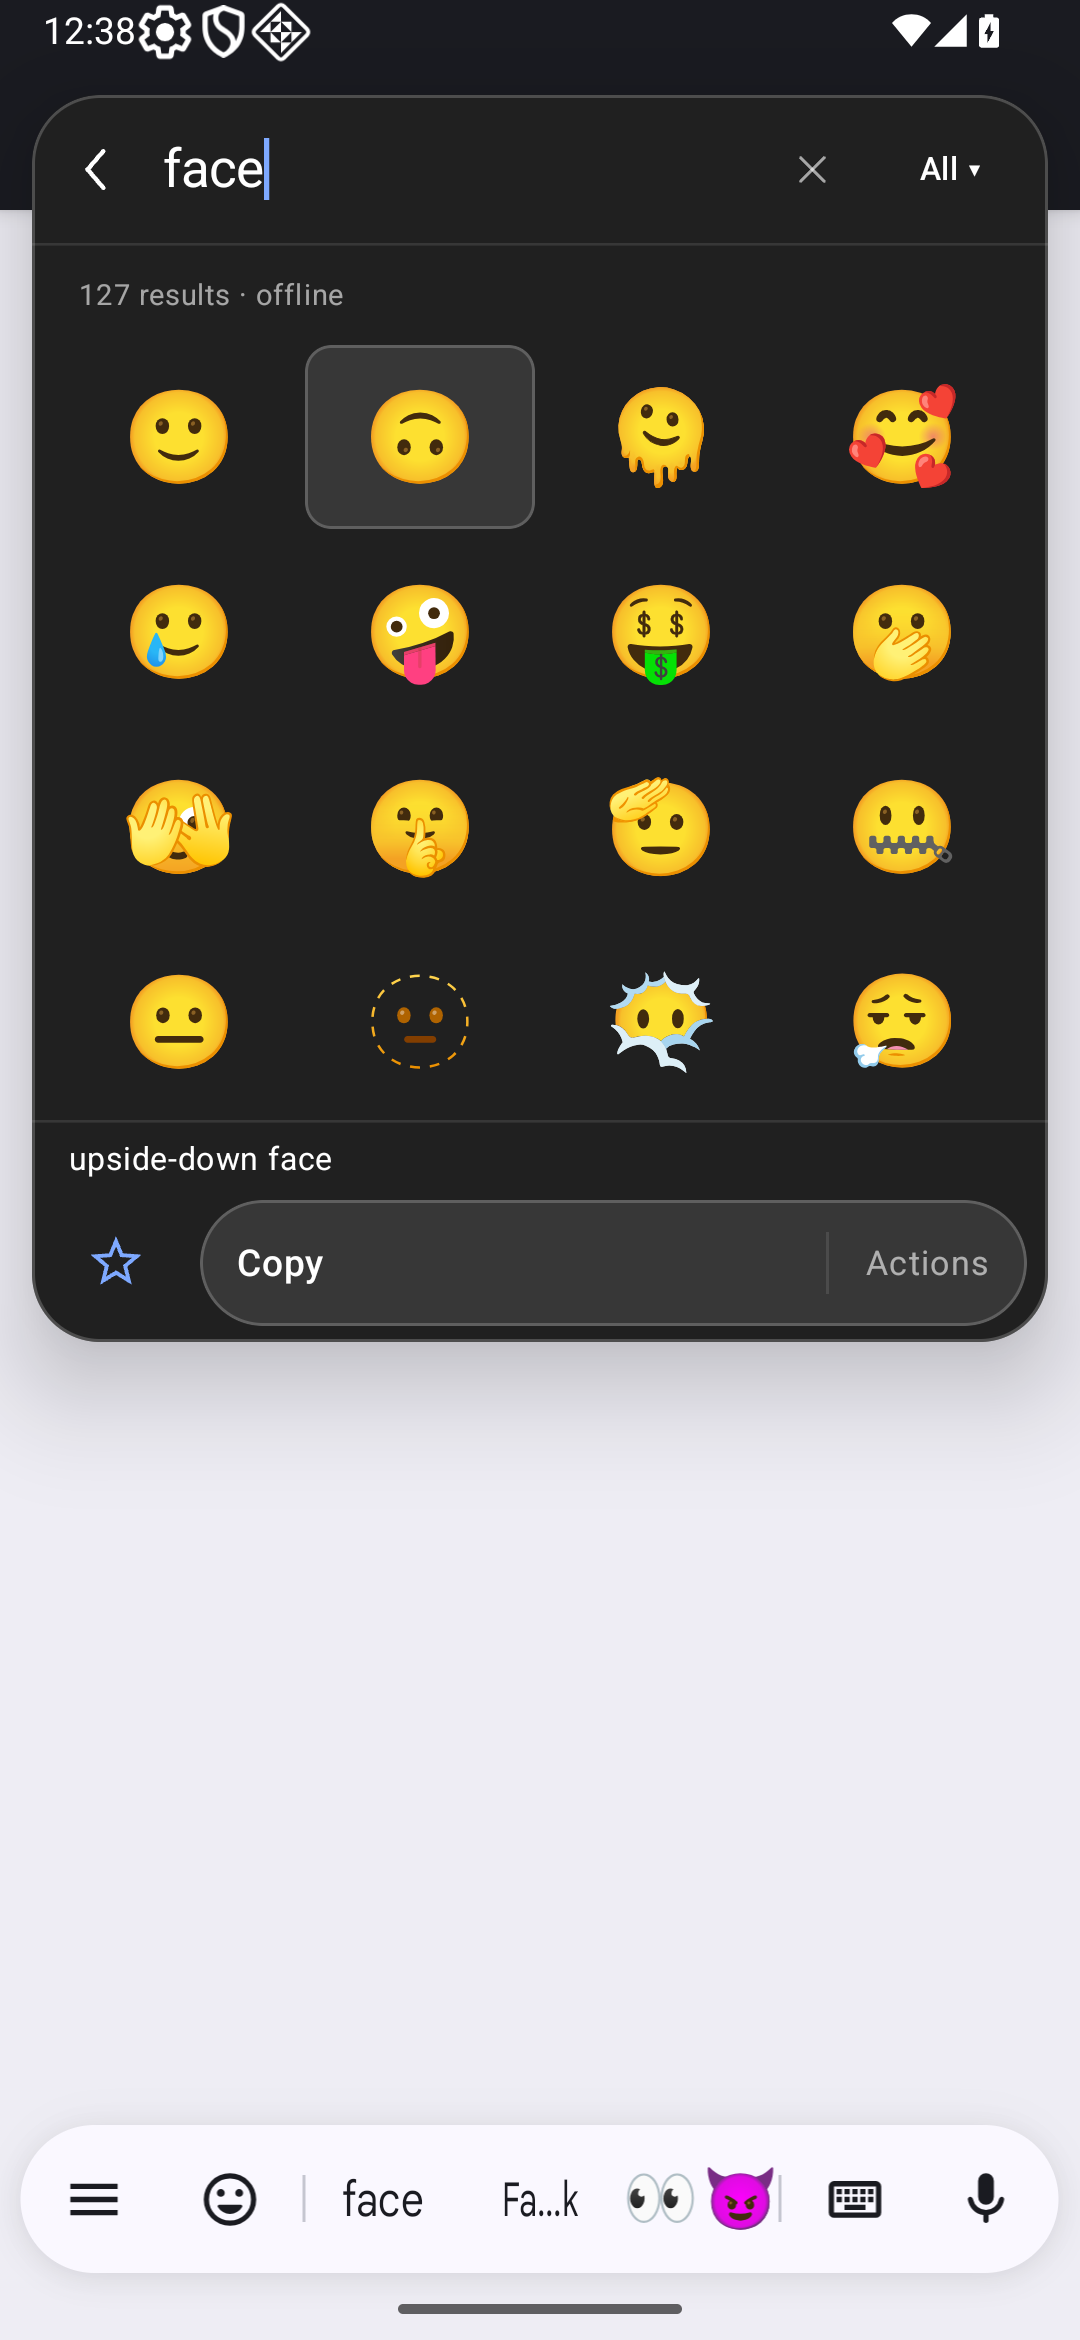 12:38
face
All ▾
127 results · offline
upside-down face
Copy
Actions
face
Fa...k